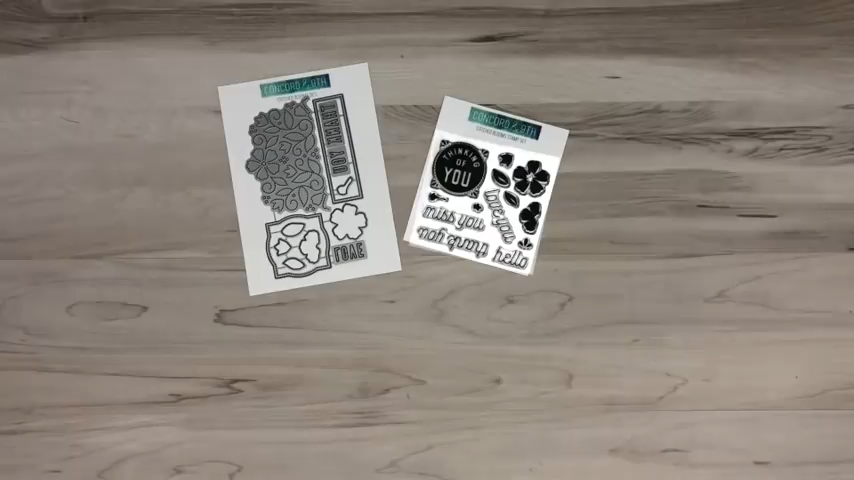 CONCORD & 9TH
THANK YOU
LOVE
CONCORD & 9TH
THINKING
OF
YOU
love you
miss you
thank you
hello